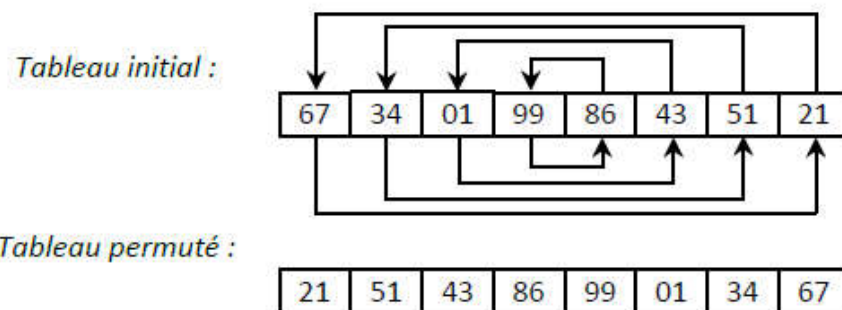 Tableau initial :
67 34 01 99 86 43 51 21
Tableau permuté :
21 51 43 86 99 01 34 67